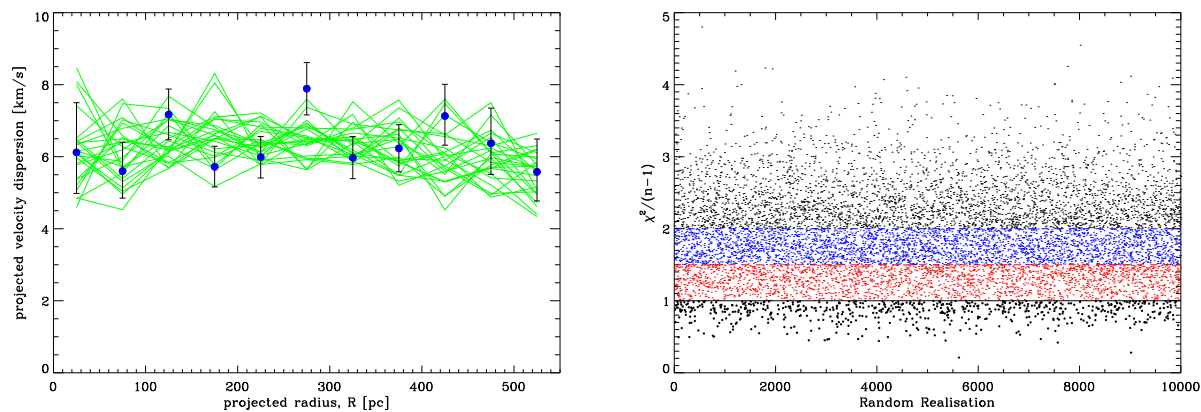 10
8
6
4
2
0
projected velocity dispersion [km/s]
0 100 200 300 400 500
projected radius, R [pc]
5
4
3
2
1
0
χ²/(n−1)
0 2000 4000 6000 8000 10000
Random Realisation